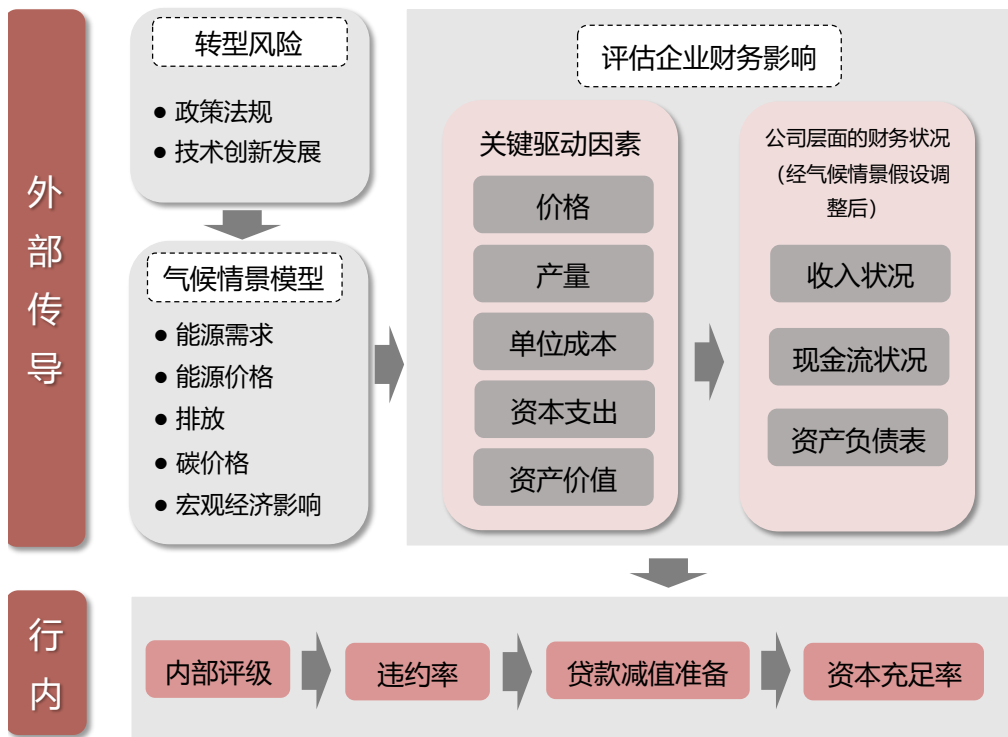 外部传导
转型风险
● 政策法规
● 技术创新发展
气候情景模型
● 能源需求
● 能源价格
● 排放
● 碳价格
● 宏观经济影响
评估企业财务影响
关键驱动因素
价格
产量
单位成本
资本支出
资产价值
公司层面的财务状况
（经气候情景假设调
整后）
收入状况
现金流状况
资产负债表
行内
内部评级
违约率
贷款减值准备
资本充足率